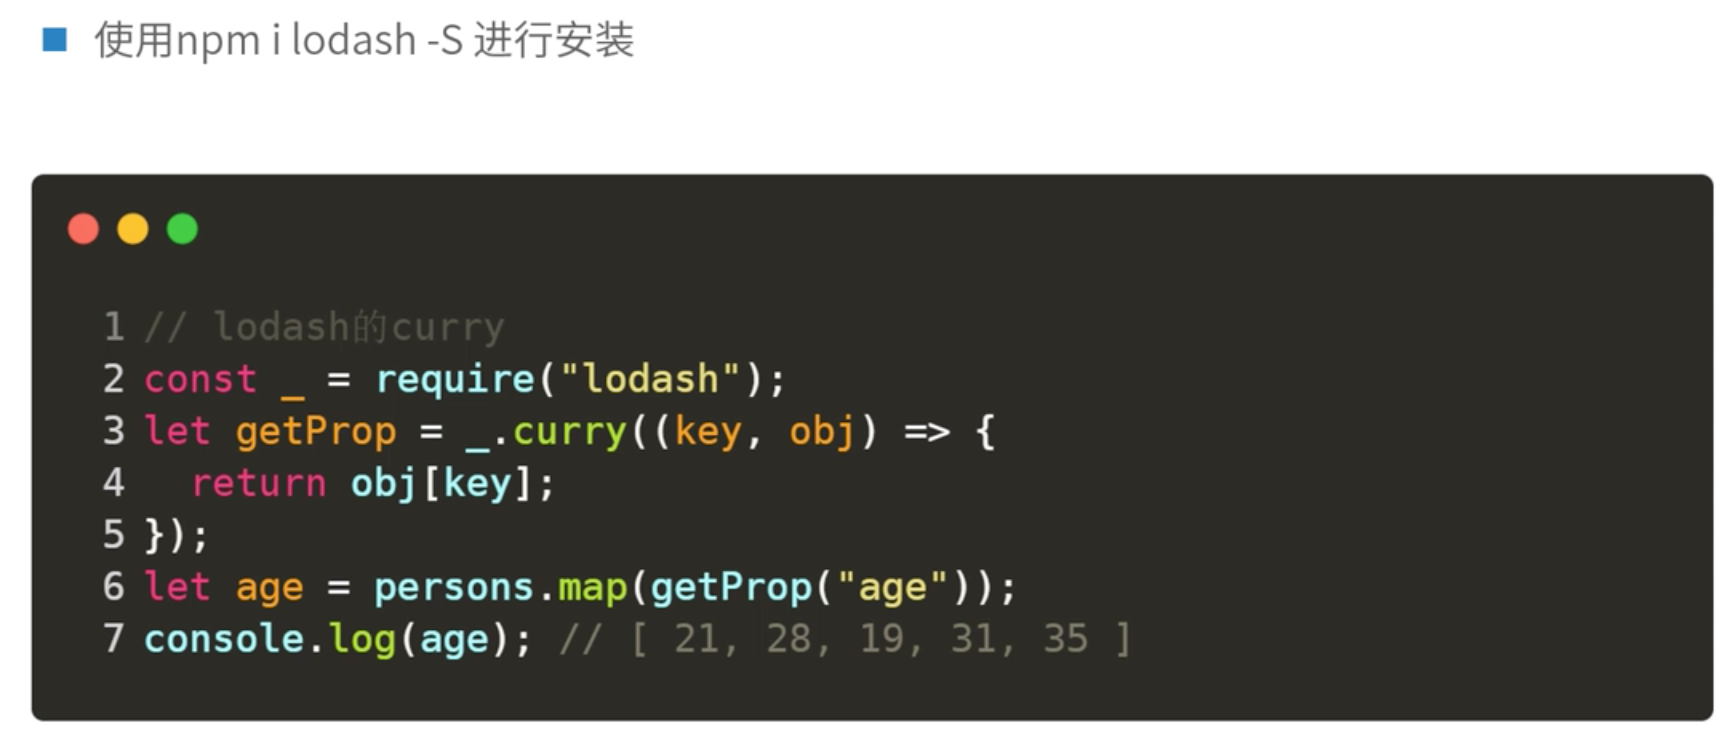 使用npm i lodash -S 进行安装
1 // lodash的curry
2 const _ = require("lodash");
3 let getProp = _.curry((key, obj) => {
4   return obj[key];
5 });
6 let age = persons.map(getProp("age"));
7 console.log(age); // [ 21, 28, 19, 31, 35 ]